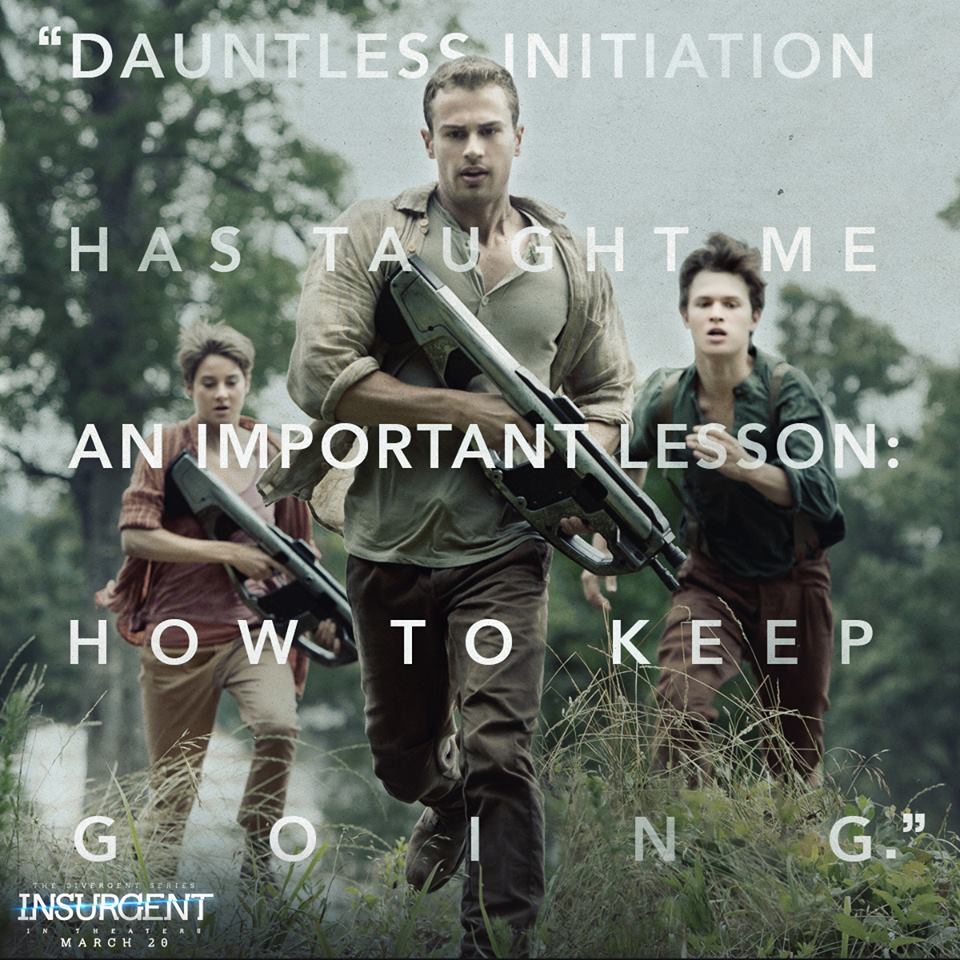 “DAUNTLESS INITIATION
HAS TAUGHT ME
AN IMPORTANT LESSON:
HOW TO KEEP
GOING.”
THE DIVERGENT SERIES
INSURGENT
IN THEATERS
MARCH 20